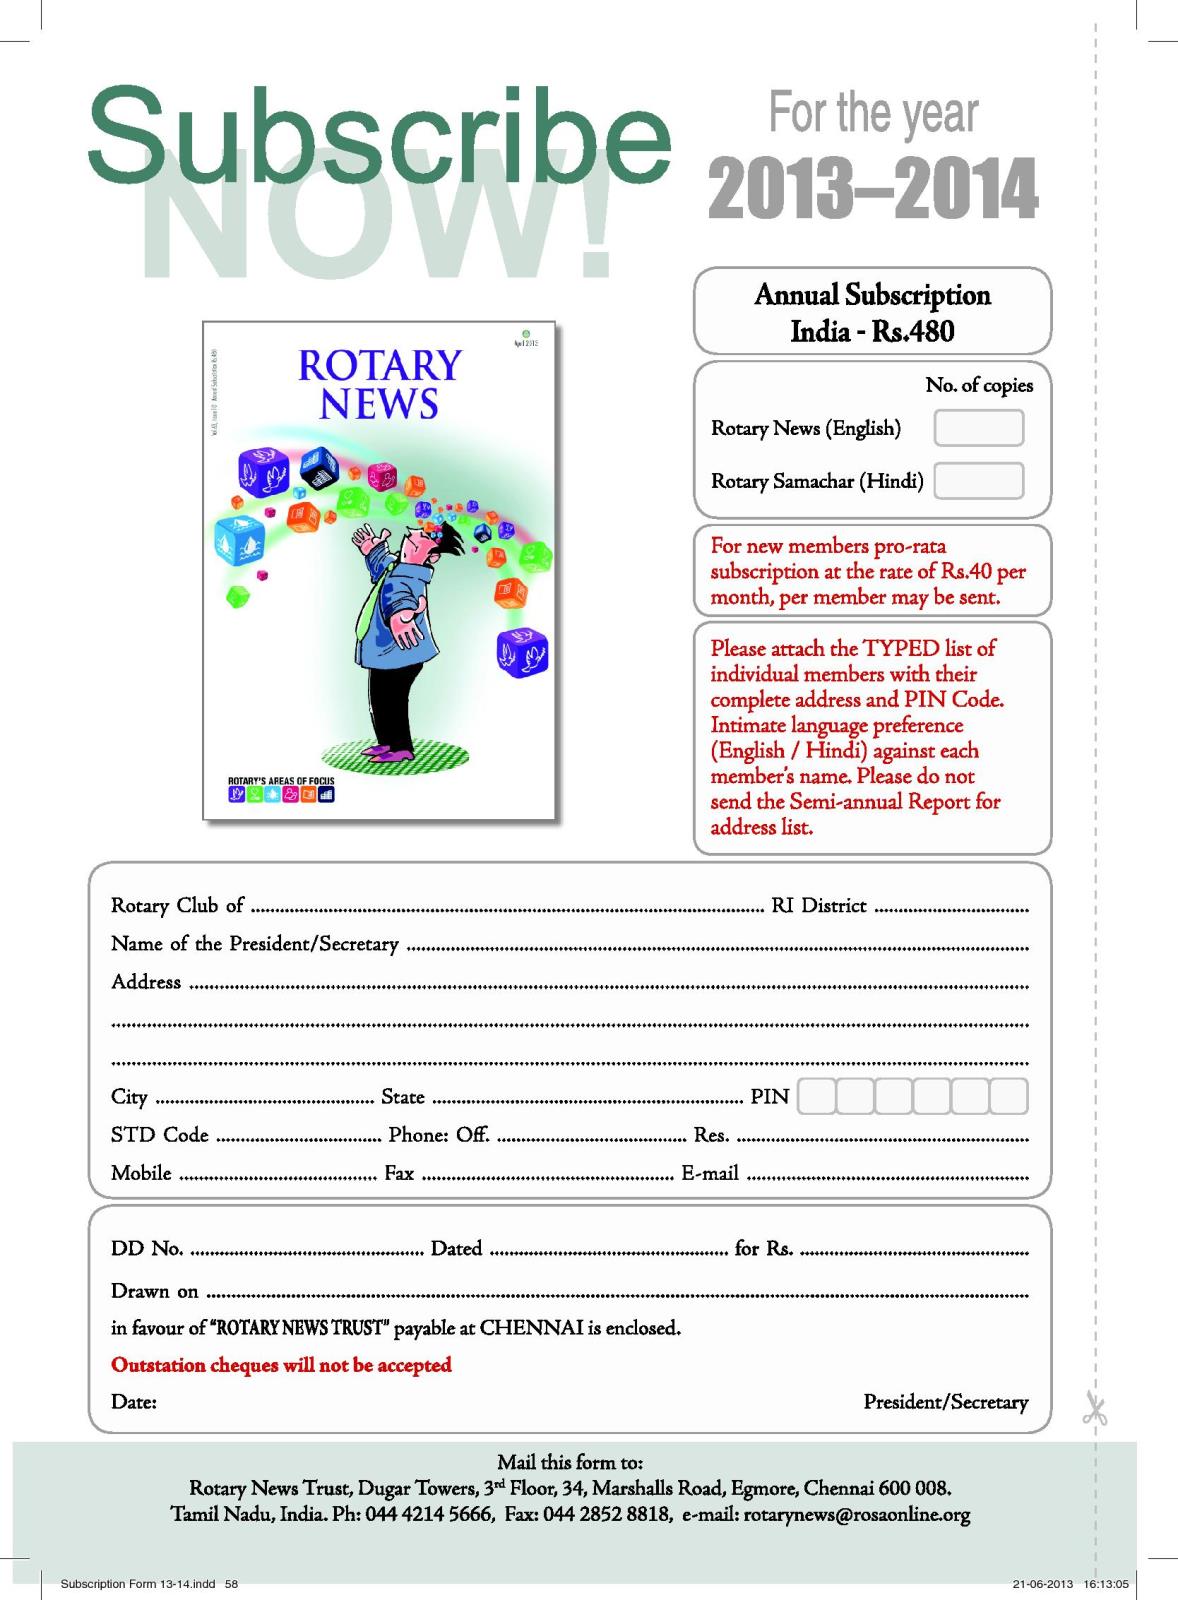 Subscribe
NOW!
For the year
2013–2014
Annual Subscription
India - Rs.480
April 2013
ROTARY
NEWS
ROTARY'S AREAS OF FOCUS
No. of copies
Rotary News (English)
Rotary Samachar (Hindi)
For new members pro-rata
subscription at the rate of Rs.40 per
month, per member may be sent.
Please attach the TYPED list of
individual members with their
complete address and PIN Code.
Intimate language preference
(English / Hindi) against each
member's name. Please do not
send the Semi-annual Report for
address list.
Rotary Club of ........................ RI District ........................
Name of the President/Secretary ........................
Address ........................
........................
........................
City ........................ State ........................ PIN
STD Code ........................ Phone: Off. ........................ Res. ........................
Mobile ........................ Fax ........................ E-mail ........................
DD No. ........................ Dated ........................ for Rs. ........................
Drawn on ........................
in favour of "ROTARY NEWS TRUST" payable at CHENNAI is enclosed.
Outstation cheques will not be accepted
Date: President/Secretary
Mail this form to:
Rotary News Trust, Dugar Towers, 3rd Floor, 34, Marshalls Road, Egmore, Chennai 600 008.
Tamil Nadu, India. Ph: 044 4214 5666, Fax: 044 2852 8818, e-mail: rotarynews@rosaonline.org
Subscription Form 13-14.indd 58 21-06-2013 16:13:05